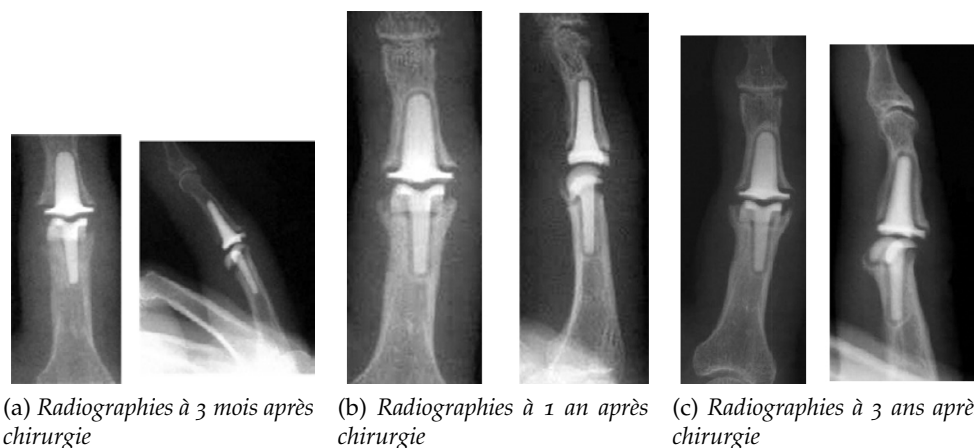 (a) Radiographies à 3 mois après
chirurgie
(b) Radiographies à 1 an après
chirurgie
(c) Radiographies à 3 ans aprè
chirurgie